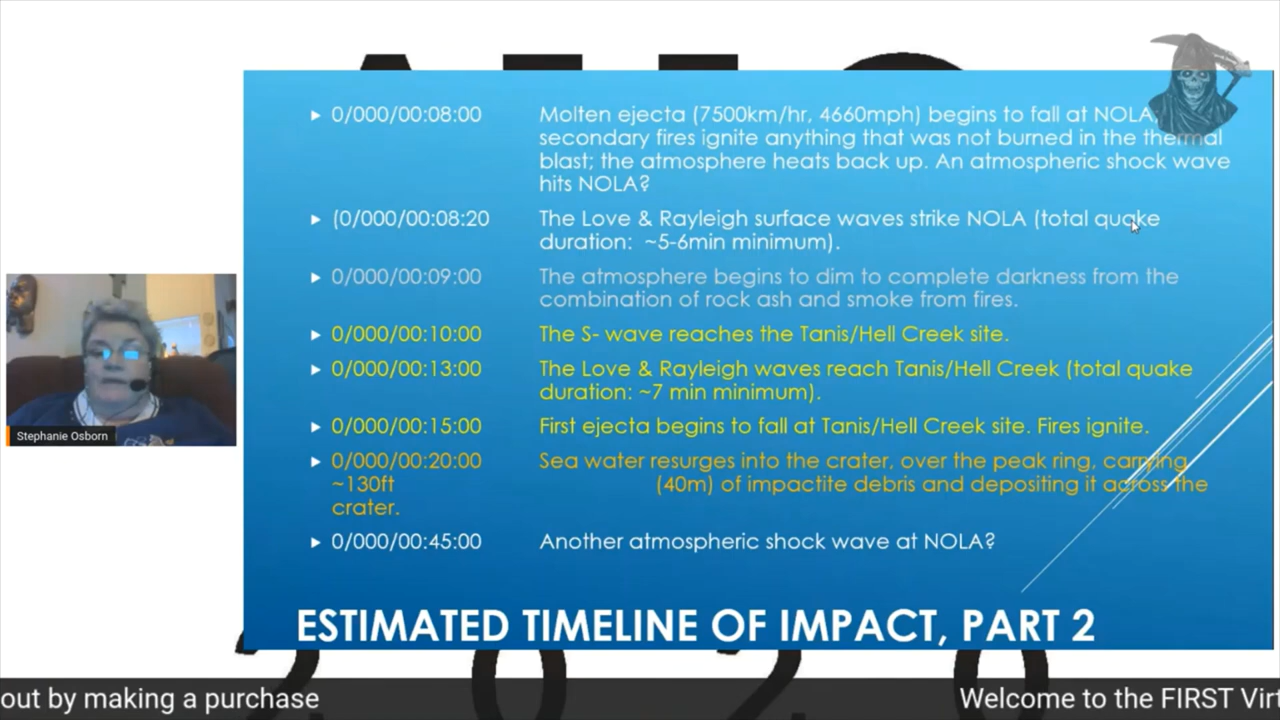 0/000/00:08:00 Molten ejecta (7500km/hr, 4660mph) begins to fall at NOLA
secondary fires ignite anything that was not burned in the thermal
blast; the atmosphere heats back up. An atmospheric shock wave
hits NOLA?
(0/000/00:08:20 The Love & Rayleigh surface waves strike NOLA (total quake
duration: ~5-6min minimum).
0/000/00:09:00 The atmosphere begins to dim to complete darkness from the
combination of rock ash and smoke from fires.
0/000/00:10:00 The S- wave reaches the Tanis/Hell Creek site.
0/000/00:13:00 The Love & Rayleigh waves reach Tanis/Hell Creek (total quake
duration: ~7 min minimum).
0/000/00:15:00 First ejecta begins to fall at Tanis/Hell Creek site. Fires ignite.
0/000/00:20:00 Sea water resurges into the crater, over the peak ring, carrying
~130ft (40m) of impactite debris and depositing it across the
crater.
0/000/00:45:00 Another atmospheric shock wave at NOLA?
ESTIMATED TIMELINE OF IMPACT, PART 2
Stephanie Osborn
2020
out by making a purchase Welcome to the FIRST Virt